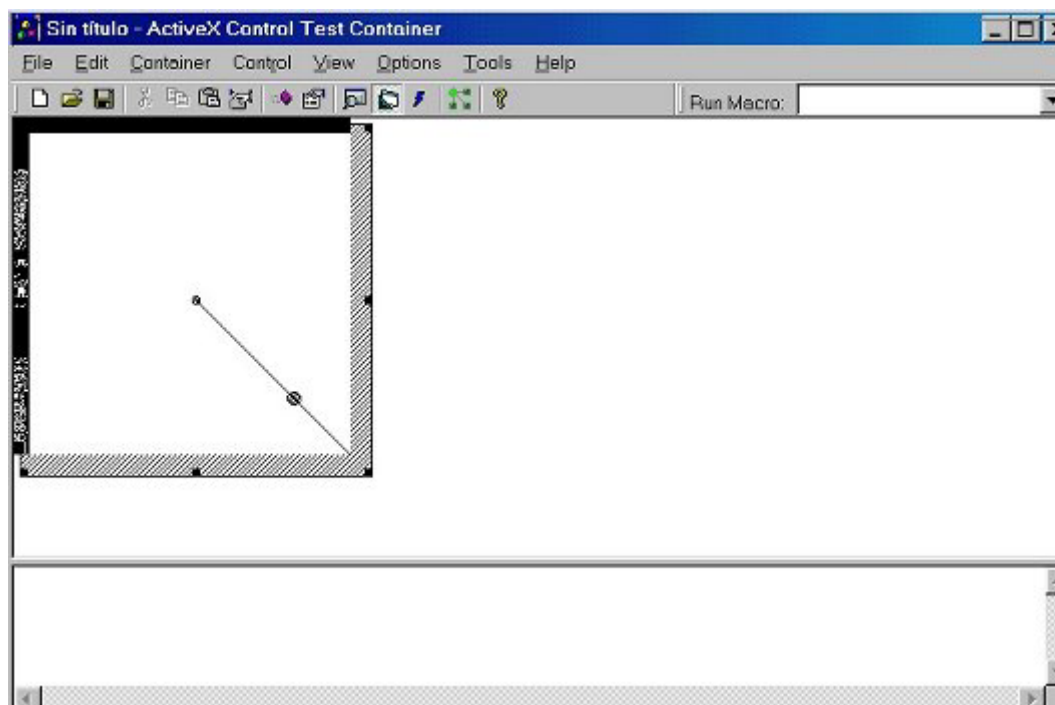 Sin título - ActiveX Control Test Container
File Edit Container Control View Options Tools Help
Run Macro: